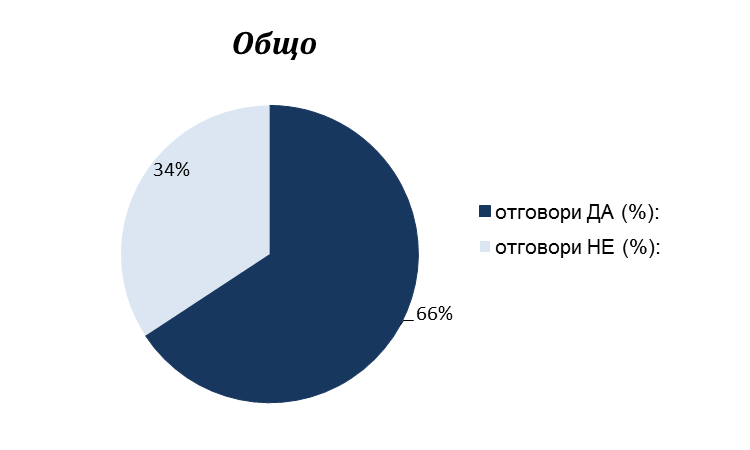 Общо
34%
отговори ДА (%):
отговори НЕ (%):
66%